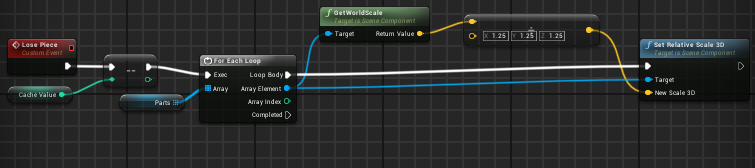 GetWorldScale
Target is Scene Component
Target
Return Value
X 1.25 Y 1.25 Z 1.25
Lose Piece
Custom Event
--
Cache Value
Parts
For Each Loop
Exec
Loop Body
Array
Array Element
Array Index
Completed
Set Relative Scale 3D
Target is Scene Component
Target
New Scale 3D